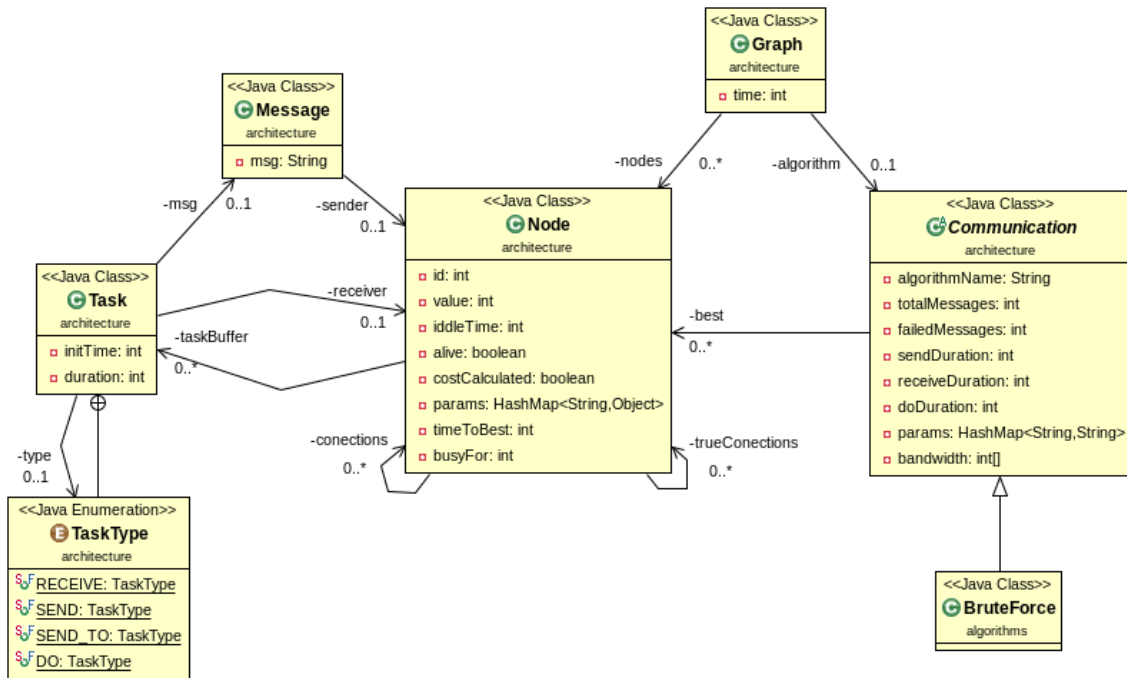 <<Java Class>>
Graph
architecture
time: int
<<Java Class>>
Message
architecture
msg: String
-nodes
0..*
-algorithm
0..1
-msg
0..1
-sender
0..1
<<Java Class>>
Node
architecture
id: int
value: int
iddleTime: int
alive: boolean
costCalculated: boolean
params: HashMap<String,Object>
timeToBest: int
busyFor: int
<<Java Class>>
Communication
architecture
algorithmName: String
totalMessages: int
failedMessages: int
sendDuration: int
receiveDuration: int
doDuration: int
params: HashMap<String,String>
bandwidth: int[]
<<Java Class>>
Task
architecture
initTime: int
duration: int
-receiver
0..1
-taskBuffer
0..*
-best
0..*
-conections
0..*
-trueConections
0..*
-type
0..1
<<Java Enumeration>>
TaskType
architecture
RECEIVE: TaskType
SEND: TaskType
SEND_TO: TaskType
DO: TaskType
<<Java Class>>
BruteForce
algorithms